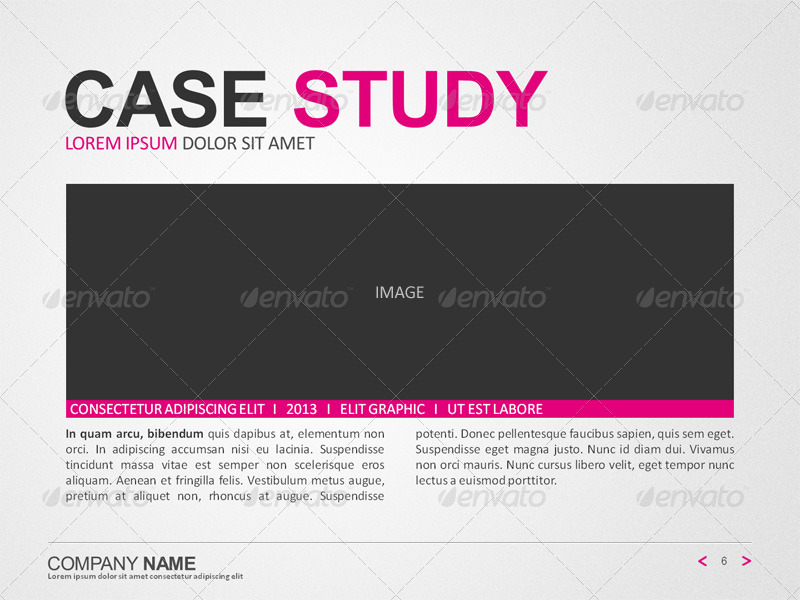 CASE STUDY
LOREM IPSUM DOLOR SIT AMET
IMAGE
CONSECTETUR ADIPISCING ELIT I 2013 I ELIT GRAPHIC I UT EST LABORE
In quam arcu, bibendum quis dapibus at, elementum non
orci. In adipiscing accumsan nisi eu lacinia. Suspendisse
tincidunt massa vitae est semper non scelerisque eros
aliquam. Aenean et fringilla felis. Vestibulum metus augue,
pretium at aliquet non, rhoncus at augue. Suspendisse
potenti. Donec pellentesque faucibus sapien, quis sem eget.
Suspendisse eget magna justo. Nunc id diam dui. Vivamus
non orci mauris. Nunc cursus libero velit, eget tempor nunc
lectus a euismod porttitor.
COMPANY NAME
Lorem ipsum dolor sit amet consectetur adipiscing elit
< 6 >
envato envato envato envato
envato envato envato envato
envato envato envato envato